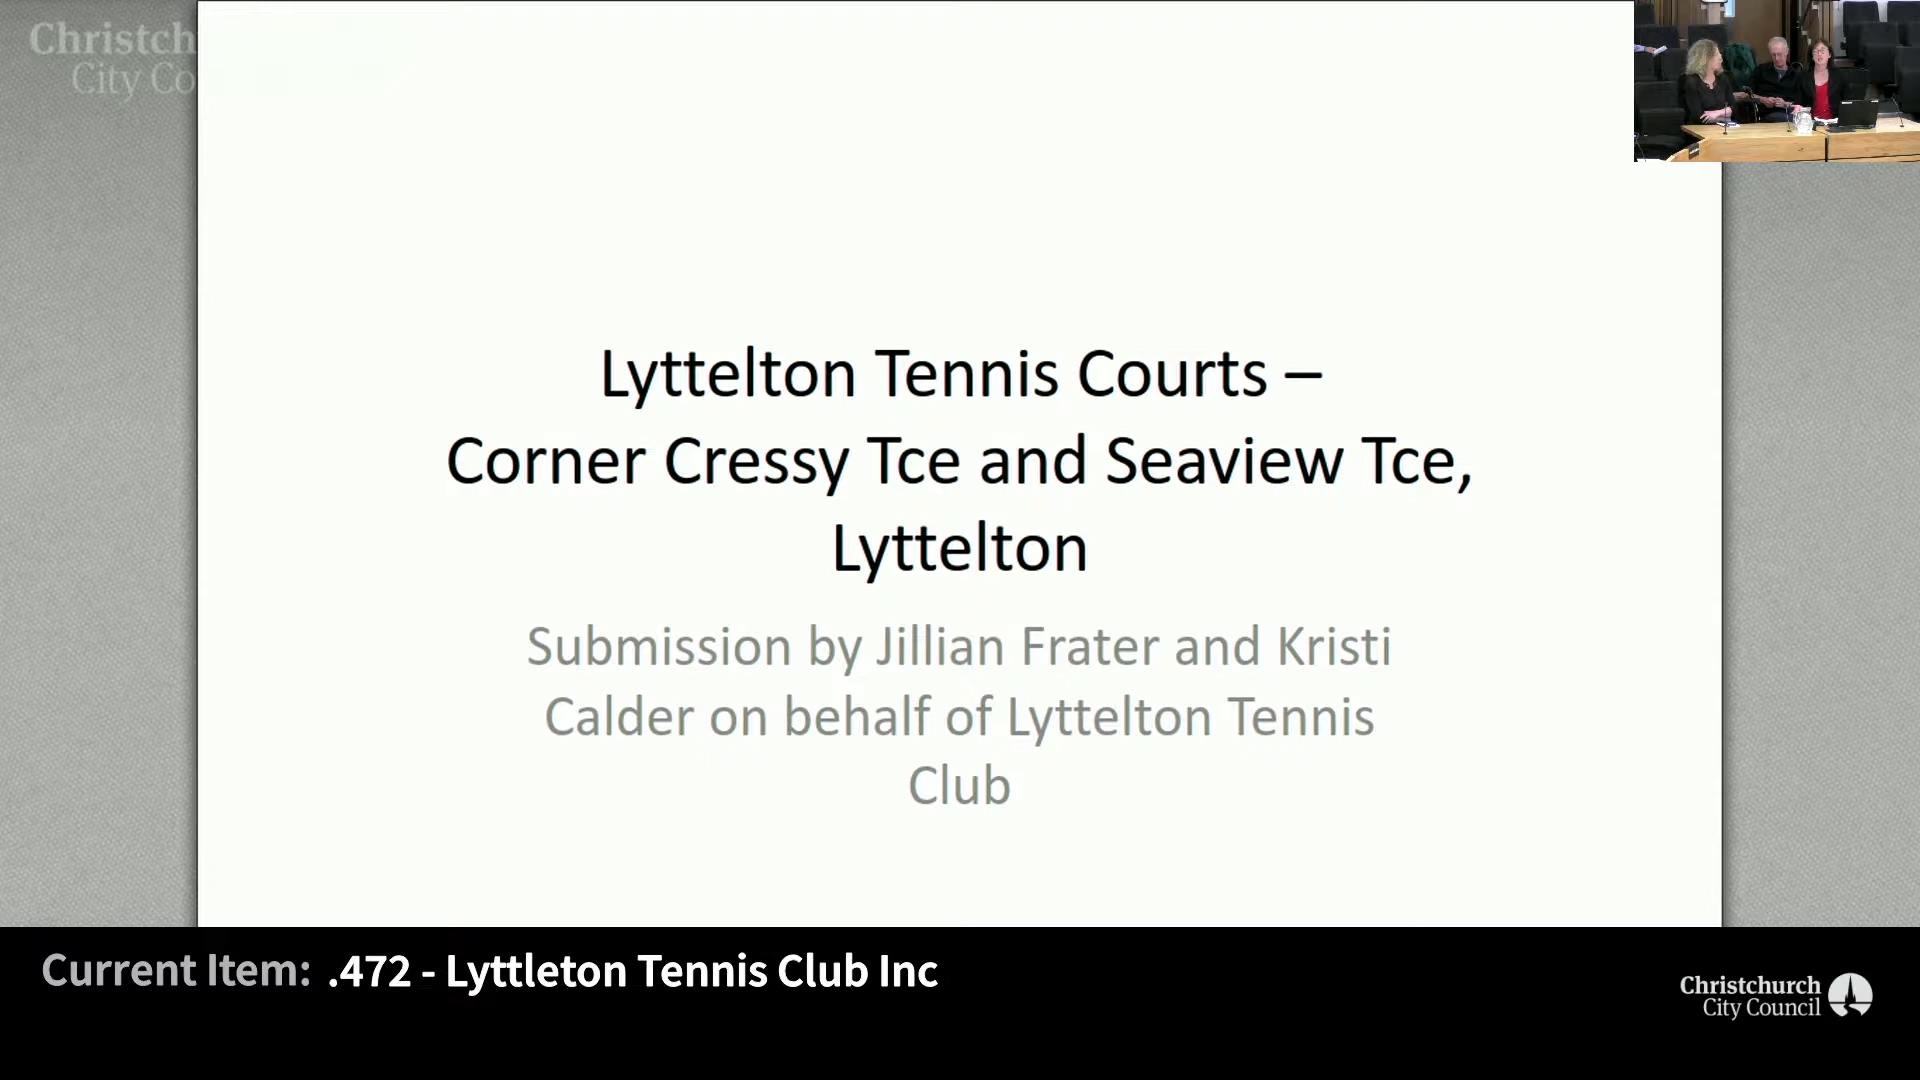 Christch
City Co
Lyttelton Tennis Courts –
Corner Cressy Tce and Seaview Tce,
Lyttelton
Submission by Jillian Frater and Kristi
Calder on behalf of Lyttelton Tennis
Club
Current Item: .472 - Lyttleton Tennis Club Inc
Christchurch
City Council